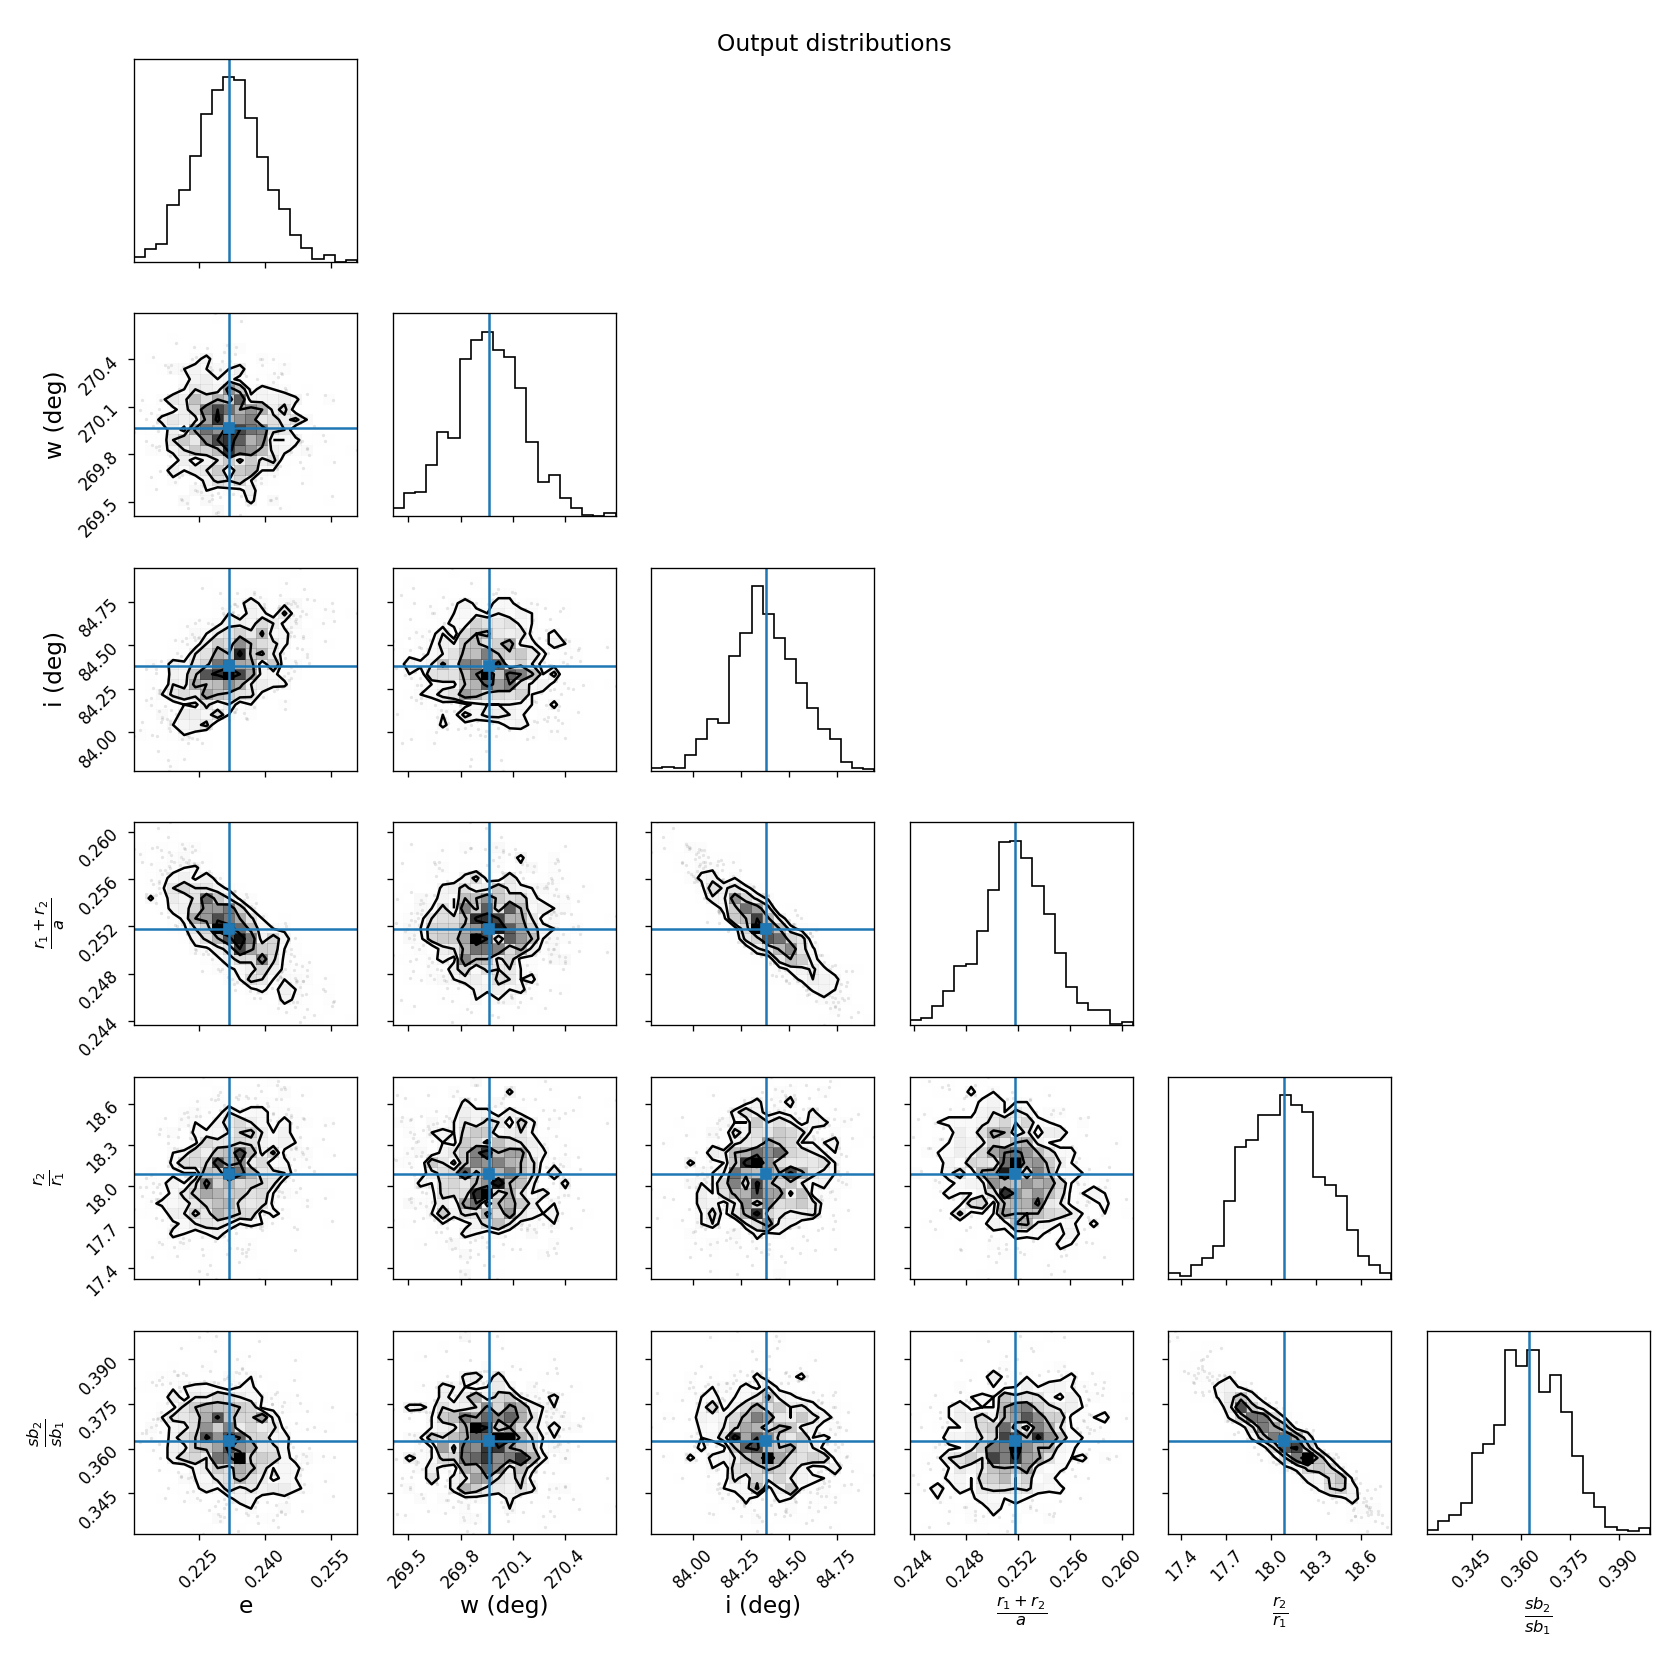 Output distributions
w (deg)
270.4
270.1
269.8
269.5
i (deg)
84.75
84.50
84.25
84.00
r₁ + r₂
a
0.260
0.256
0.252
0.248
0.244
r₂
r₁
18.6
18.3
18.0
17.7
17.4
sb₂
sb₁
0.390
0.375
0.360
0.345
0.225 0.240 0.255
269.5 269.8 270.1 270.4
84.00 84.25 84.50 84.75
0.244 0.248 0.252 0.256 0.260
17.4 17.7 18.0 18.3 18.6
0.345 0.360 0.375 0.390
e
w (deg)
i (deg)
r₁ + r₂
a
r₂
r₁
sb₂
sb₁